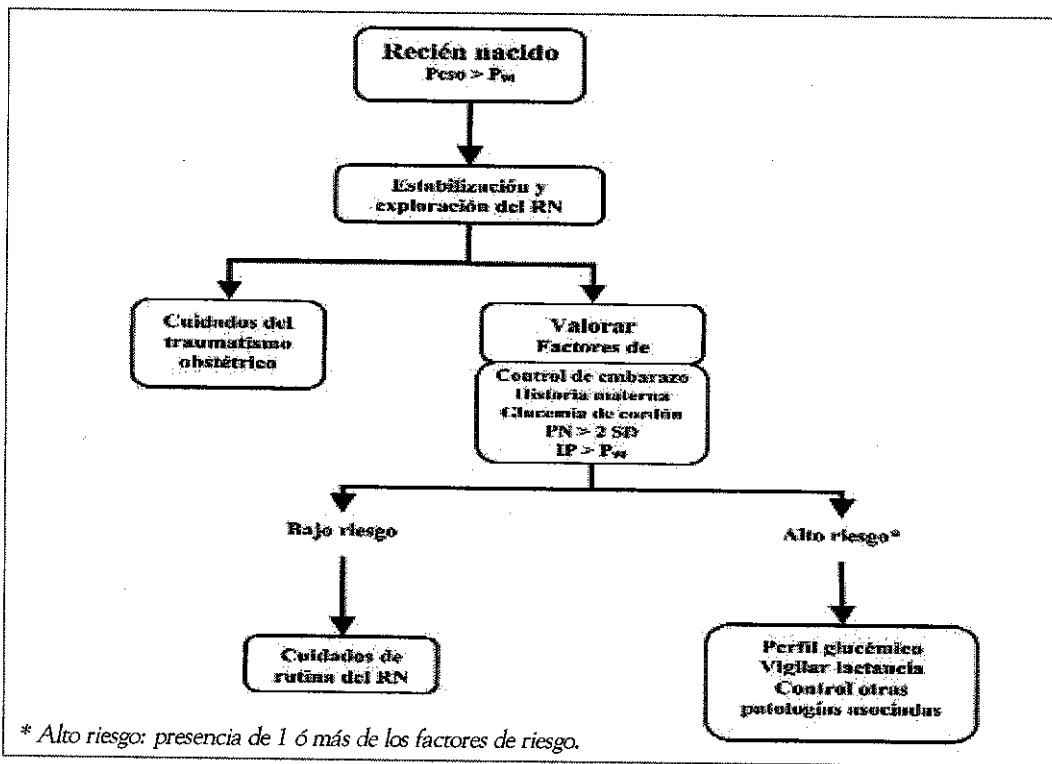 Recién nacido
Peso > P₉₀
Estabilización y
exploración del RN
Cuidados del
traumatismo
obstétrico
Valorar
Factores de
Control de embarazo
Historia materna
Glucemia de cordón
PN > 2 SD
IP > P₉₀
Bajo riesgo
Alto riesgo*
Cuidados de
rutina del RN
Perfil glucémico
Vigilar lactancia
Control otras
patologías asociadas
* Alto riesgo: presencia de 1 ó más de los factores de riesgo.